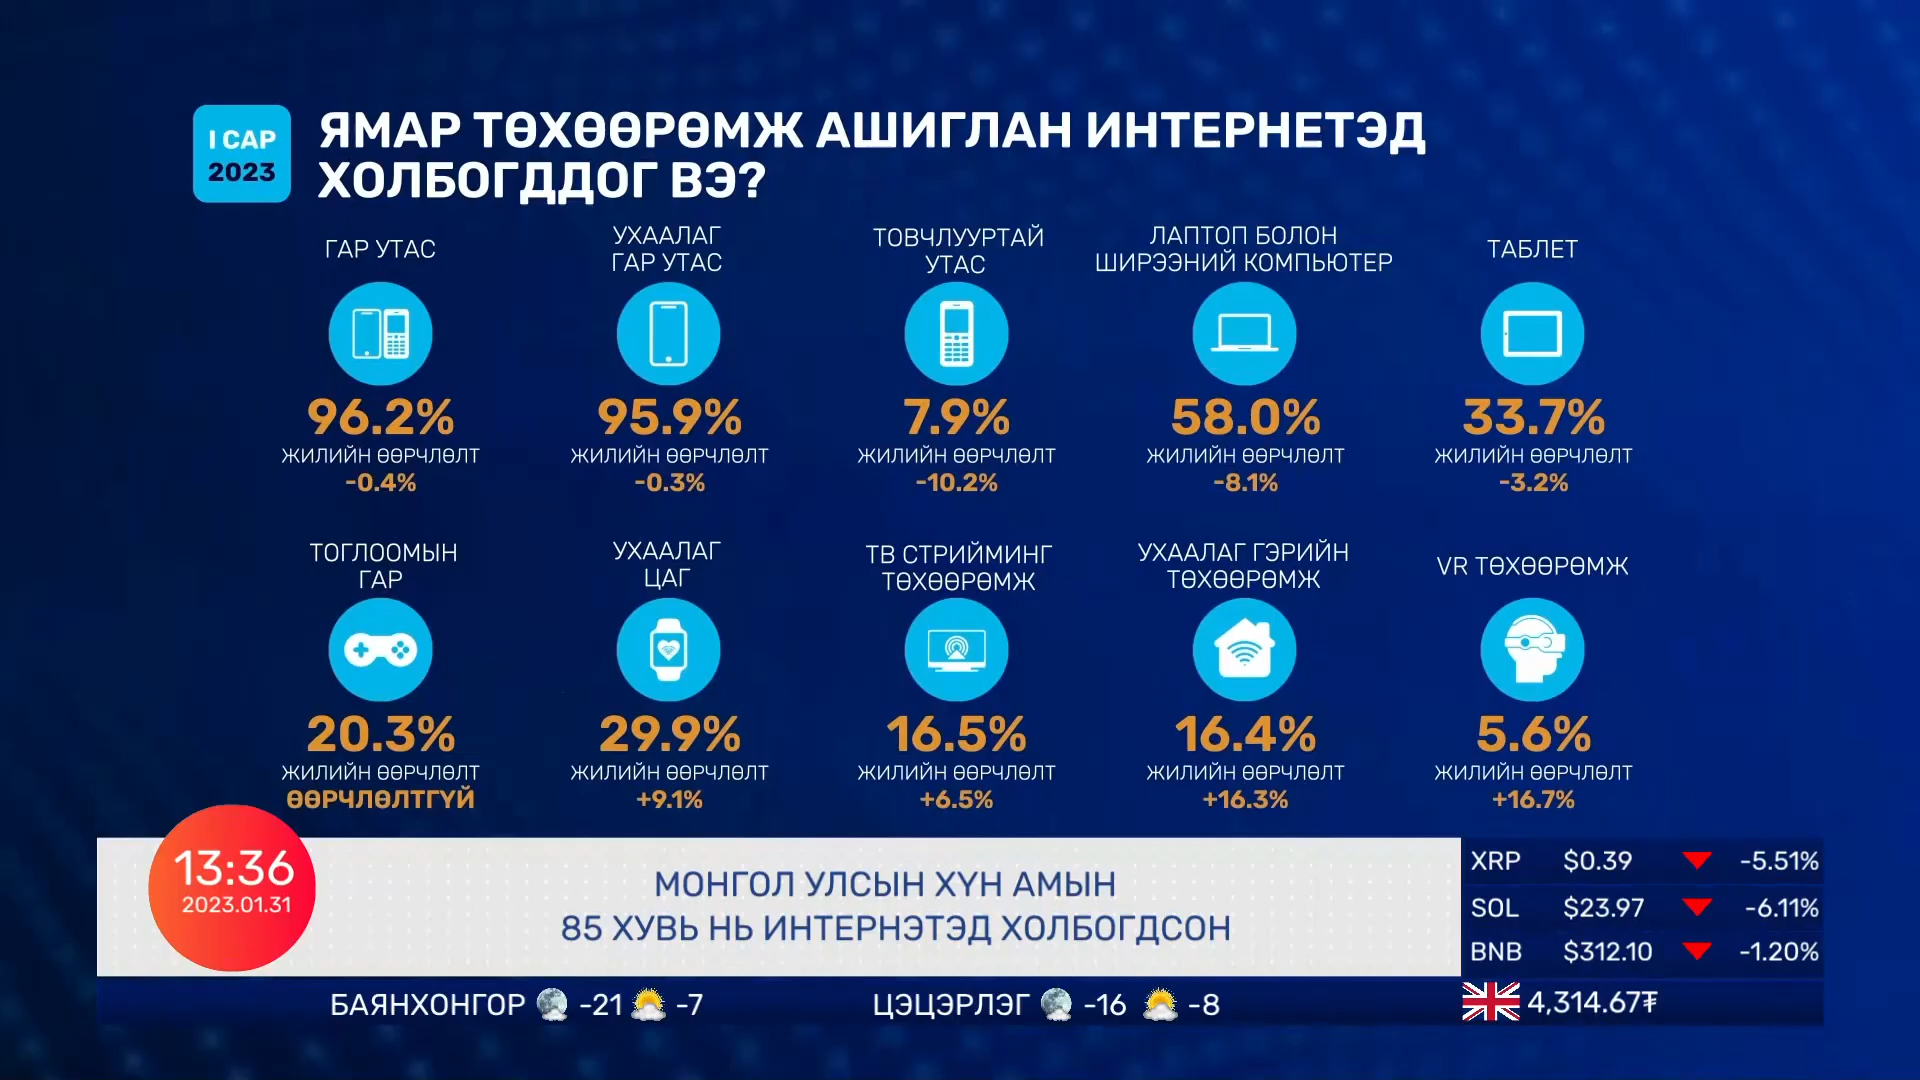 I САР
2023
ЯМАР ТӨХӨӨРӨМЖ АШИГЛАН ИНТЕРНЕТЭД
ХОЛБОГДДОГ ВЭ?
ГАР УТАС
96.2%
ЖИЛИЙН ӨӨРЧЛӨЛТ
-0.4%
УХААЛАГ
ГАР УТАС
95.9%
ЖИЛИЙН ӨӨРЧЛӨЛТ
-0.3%
ТОВЧЛУУРТАЙ
УТАС
7.9%
ЖИЛИЙН ӨӨРЧЛӨЛТ
-10.2%
ЛАПТОП БОЛОН
ШИРЭЭНИЙ КОМПЬЮТЕР
58.0%
ЖИЛИЙН ӨӨРЧЛӨЛТ
-8.1%
ТАБЛЕТ
33.7%
ЖИЛИЙН ӨӨРЧЛӨЛТ
-3.2%
ТОГЛООМЫН
ГАР
20.3%
ЖИЛИЙН ӨӨРЧЛӨЛТ
ӨӨРЧЛӨЛТГҮЙ
УХААЛАГ
ЦАГ
29.9%
ЖИЛИЙН ӨӨРЧЛӨЛТ
+9.1%
ТВ СТРИЙМИНГ
ТӨХӨӨРӨМЖ
16.5%
ЖИЛИЙН ӨӨРЧЛӨЛТ
+6.5%
УХААЛАГ ГЭРИЙН
ТӨХӨӨРӨМЖ
16.4%
ЖИЛИЙН ӨӨРЧЛӨЛТ
+16.3%
VR ТӨХӨӨРӨМЖ
5.6%
ЖИЛИЙН ӨӨРЧЛӨЛТ
+16.7%
13:36
2023.01.31
МОНГОЛ УЛСЫН ХҮН АМЫН
85 ХУВЬ НЬ ИНТЕРНЭТЭД ХОЛБОГДСОН
XRP $0.39 -5.51%
SOL $23.97 -6.11%
BNB $312.10 -1.20%
БАЯНХОНГОР -21 -7
ЦЭЦЭРЛЭГ -16 -8
4,314.67₮